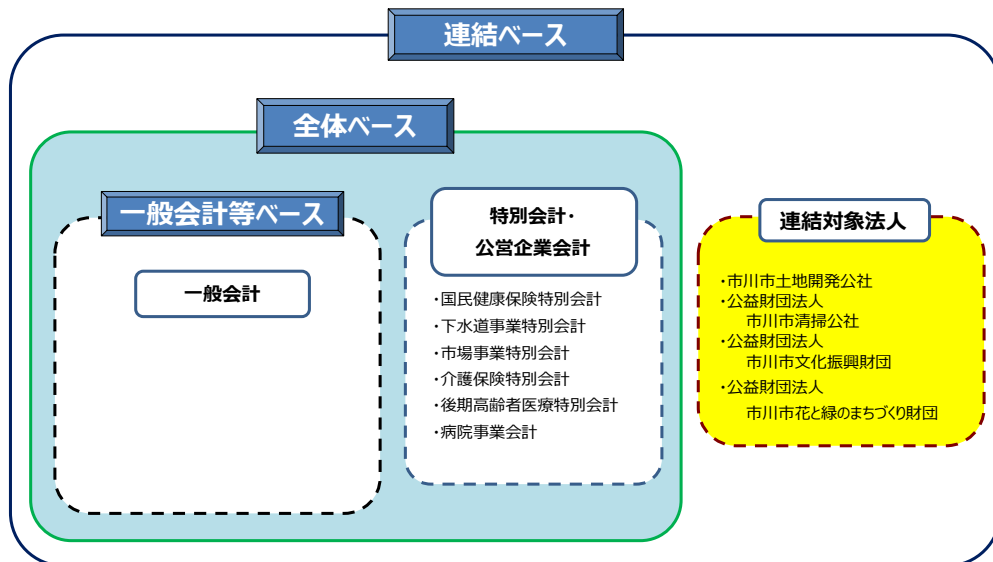 連結ベース
全体ベース
一般会計等ベース
一般会計
特別会計・
公営企業会計
・国民健康保険特別会計
・下水道事業特別会計
・市場事業特別会計
・介護保険特別会計
・後期高齢者医療特別会計
・病院事業会計
連結対象法人
・市川市土地開発公社
・公益財団法人
市川市清掃公社
・公益財団法人
市川市文化振興財団
・公益財団法人
市川市花と緑のまちづくり財団